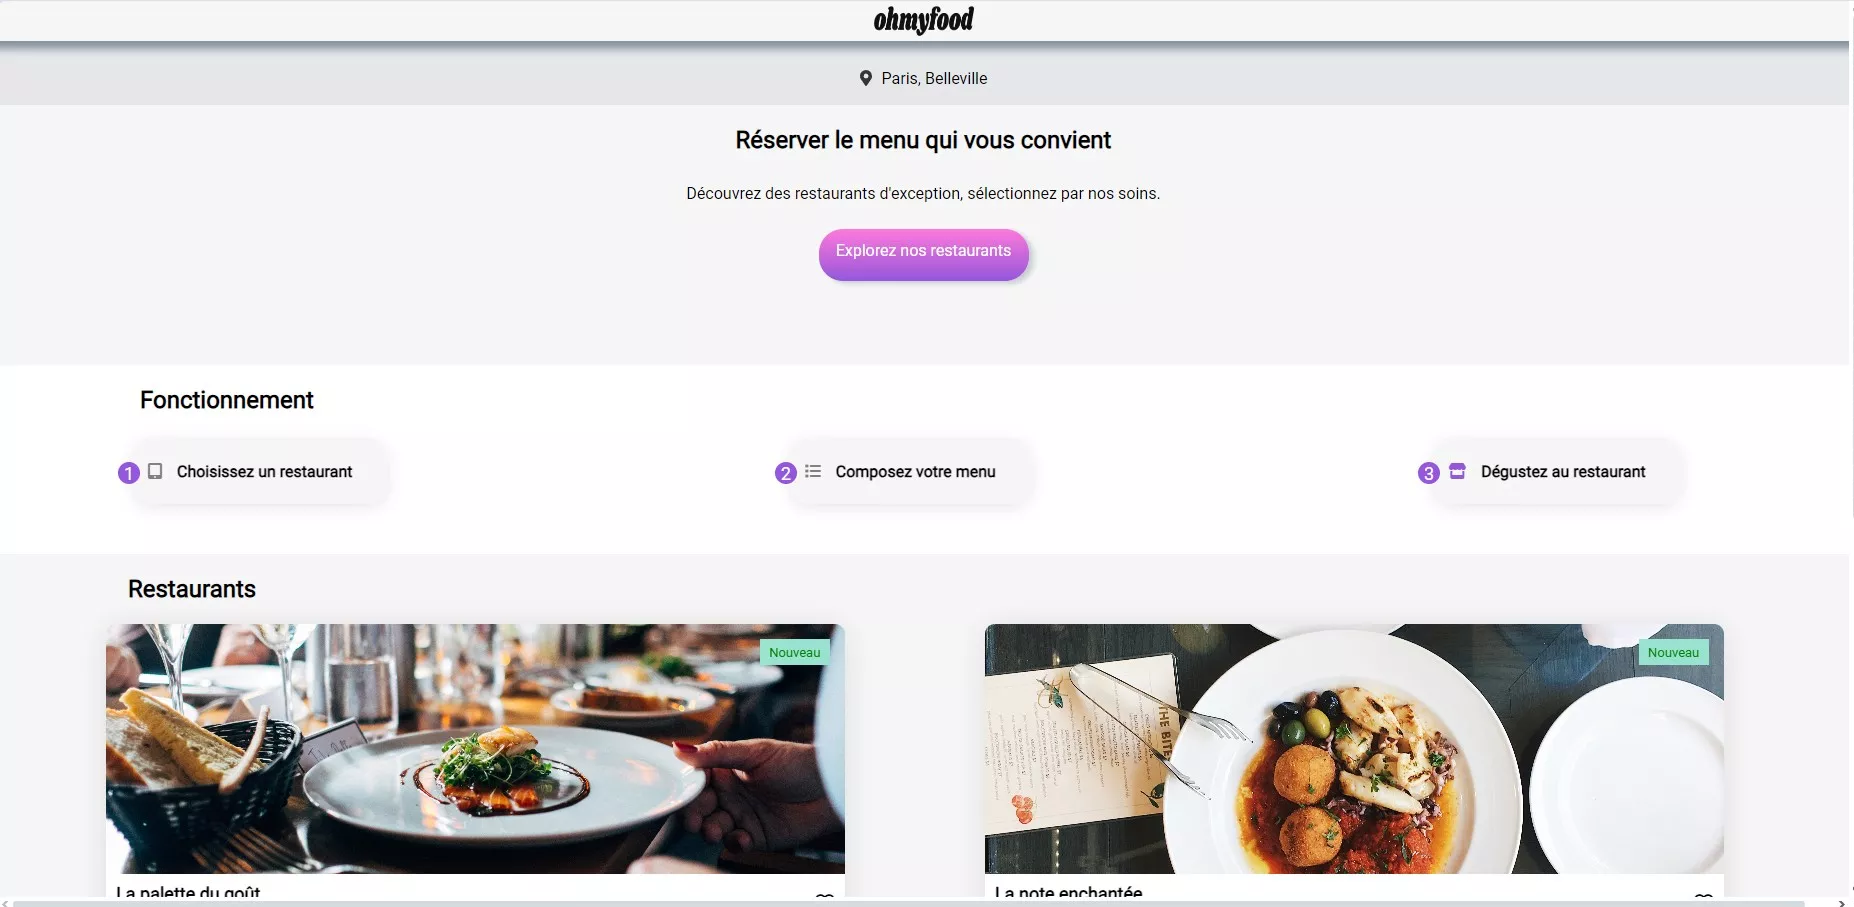 ohmyfood
Paris, Belleville
Réserver le menu qui vous convient
Découvrez des restaurants d'exception, sélectionnez par nos soins.
Explorez nos restaurants
Fonctionnement
1 Choisissez un restaurant
2 Composez votre menu
3 Dégustez au restaurant
Restaurants
Nouveau
Nouveau
THE BITE
La palette du goût
La note enchantée